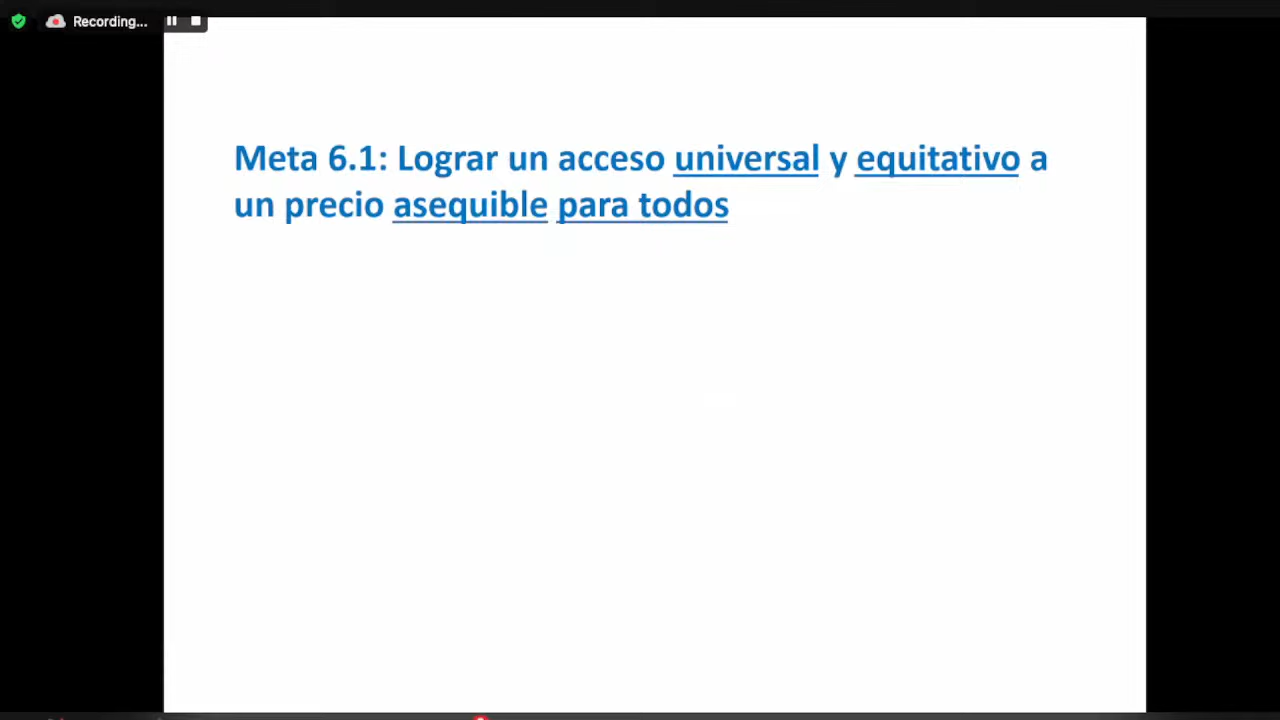 Recording...
Meta 6.1: Lograr un acceso universal y equitativo a
un precio asequible para todos